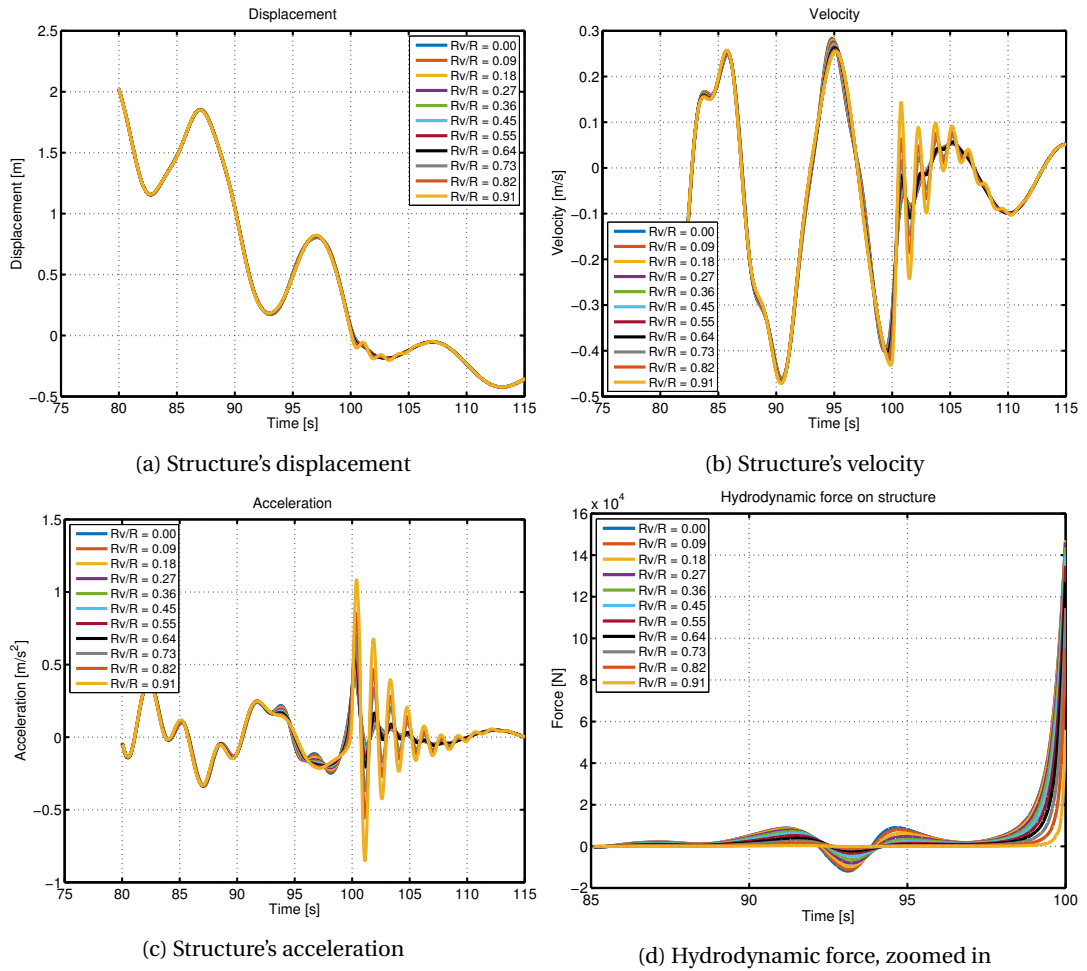 Displacement
2.5
2
1.5
1
0.5
0
−0.5
75 80 85 90 95 100 105 110 115
Displacement [m]
Time [s]
Rv/R = 0.00
Rv/R = 0.09
Rv/R = 0.18
Rv/R = 0.27
Rv/R = 0.36
Rv/R = 0.45
Rv/R = 0.55
Rv/R = 0.64
Rv/R = 0.73
Rv/R = 0.82
Rv/R = 0.91
(a) Structure's displacement
Velocity
0.3
0.2
0.1
0
−0.1
−0.2
−0.3
−0.4
−0.5
75 80 85 90 95 100 105 110 115
Velocity [m/s]
Time [s]
Rv/R = 0.00
Rv/R = 0.09
Rv/R = 0.18
Rv/R = 0.27
Rv/R = 0.36
Rv/R = 0.45
Rv/R = 0.55
Rv/R = 0.64
Rv/R = 0.73
Rv/R = 0.82
Rv/R = 0.91
(b) Structure's velocity
Acceleration
1.5
1
0.5
0
−0.5
−1
75 80 85 90 95 100 105 110 115
Acceleration [m/s²]
Time [s]
Rv/R = 0.00
Rv/R = 0.09
Rv/R = 0.18
Rv/R = 0.27
Rv/R = 0.36
Rv/R = 0.45
Rv/R = 0.55
Rv/R = 0.64
Rv/R = 0.73
Rv/R = 0.82
Rv/R = 0.91
(c) Structure's acceleration
Hydrodynamic force on structure
x 10⁴
16
14
12
10
8
6
4
2
0
−2
85 90 95 100
Force [N]
Time [s]
Rv/R = 0.00
Rv/R = 0.09
Rv/R = 0.18
Rv/R = 0.27
Rv/R = 0.36
Rv/R = 0.45
Rv/R = 0.55
Rv/R = 0.64
Rv/R = 0.73
Rv/R = 0.82
Rv/R = 0.91
(d) Hydrodynamic force, zoomed in